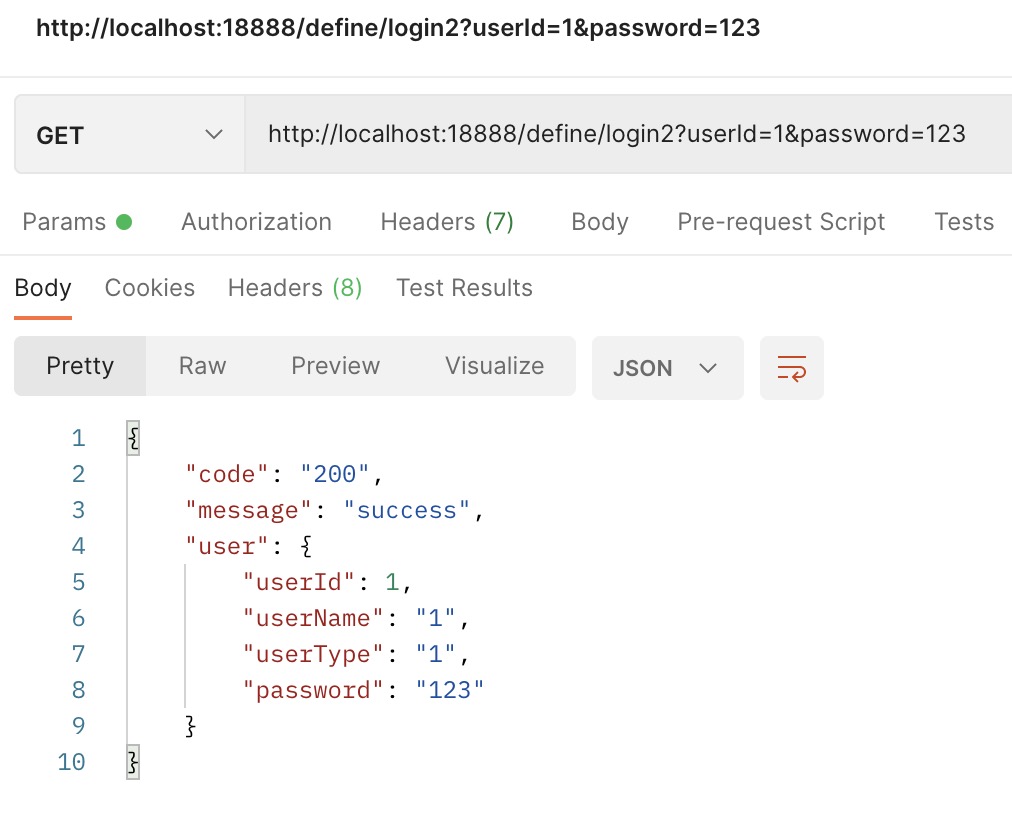 http://localhost:18888/define/login2?userId=1&password=123
GET http://localhost:18888/define/login2?userId=1&password=123
Params Authorization Headers (7) Body Pre-request Script Tests
Body Cookies Headers (8) Test Results
Pretty Raw Preview Visualize JSON
1 {
2 "code": "200",
3 "message": "success",
4 "user": {
5 "userId": 1,
6 "userName": "1",
7 "userType": "1",
8 "password": "123"
9 }
10 }